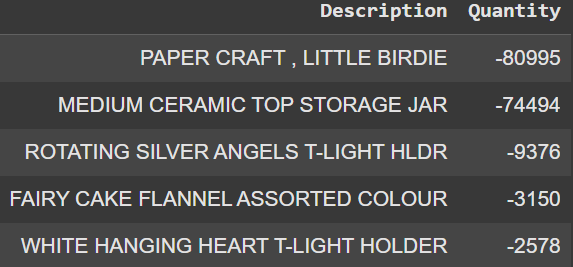 Description Quantity
PAPER CRAFT , LITTLE BIRDIE -80995
MEDIUM CERAMIC TOP STORAGE JAR -74494
ROTATING SILVER ANGELS T-LIGHT HLDR -9376
FAIRY CAKE FLANNEL ASSORTED COLOUR -3150
WHITE HANGING HEART T-LIGHT HOLDER -2578